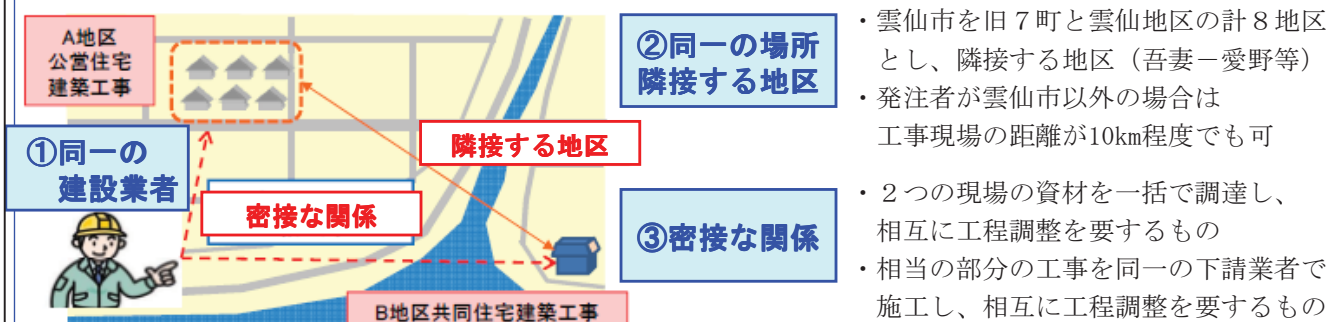 A地区
公営住宅
建築工事
①同一の
建設業者
密接な関係
隣接する地区
B地区共同住宅建築工事
②同一の場所
隣接する地区
③密接な関係
・雲仙市を旧７町と雲仙地区の計８地区
とし、隣接する地区（吾妻－愛野等）
・発注者が雲仙市以外の場合は
工事現場の距離が10km程度でも可
・２つの現場の資材を一括で調達し、
相互に工程調整を要するもの
・相当の部分の工事を同一の下請業者で
施工し、相互に工程調整を要するもの